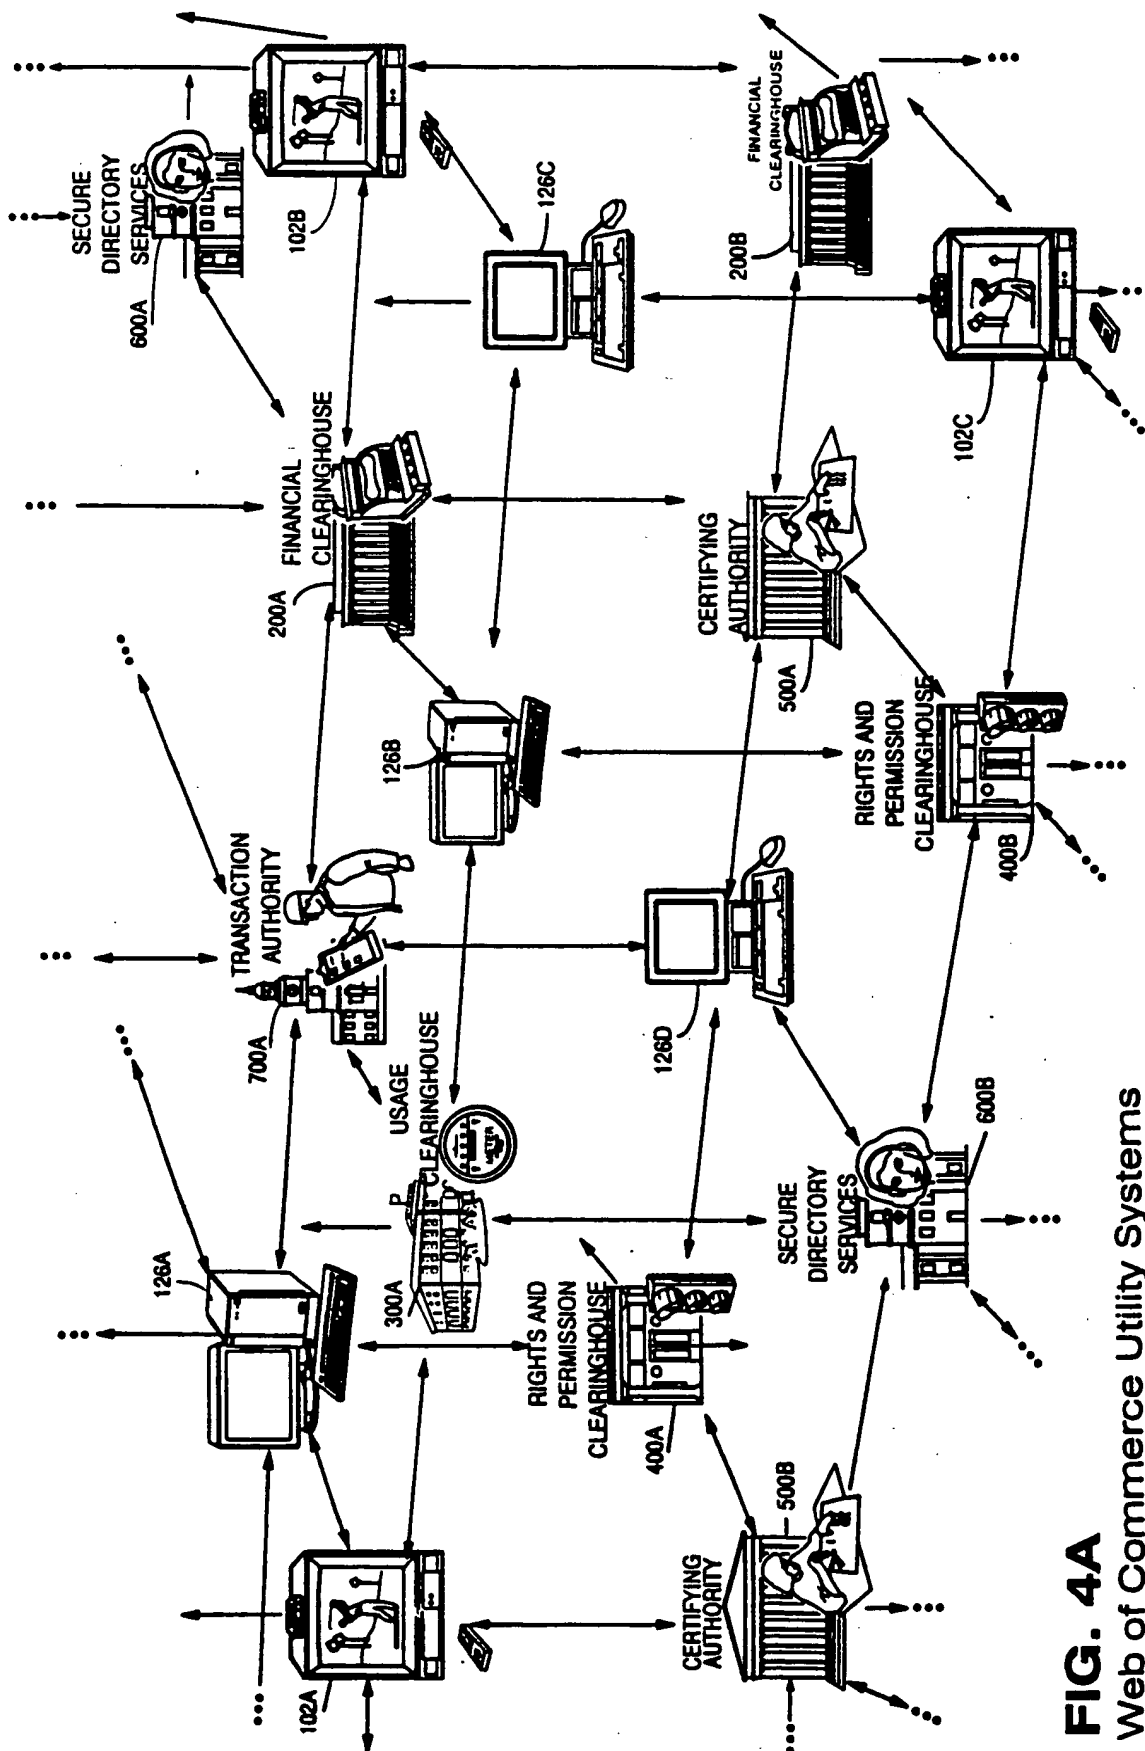 SECURE
DIRECTORY
SERVICES
600A
102B
126C
FINANCIAL
CLEARINGHOUSE
200B
102C
FINANCIAL
CLEARINGHOUSE
200A
CERTIFYING
AUTHORITY
500A
126B
RIGHTS AND
PERMISSION
CLEARINGHOUSE
400B
TRANSACTION
AUTHORITY
700A
126D
USAGE
CLEARINGHOUSE
METER
P
300A
126A
SECURE
DIRECTORY
SERVICES
600B
RIGHTS AND
PERMISSION
CLEARINGHOUSE
400A
102A
CERTIFYING
AUTHORITY
500B
FIG. 4A
Web of Commerce Utility Systems